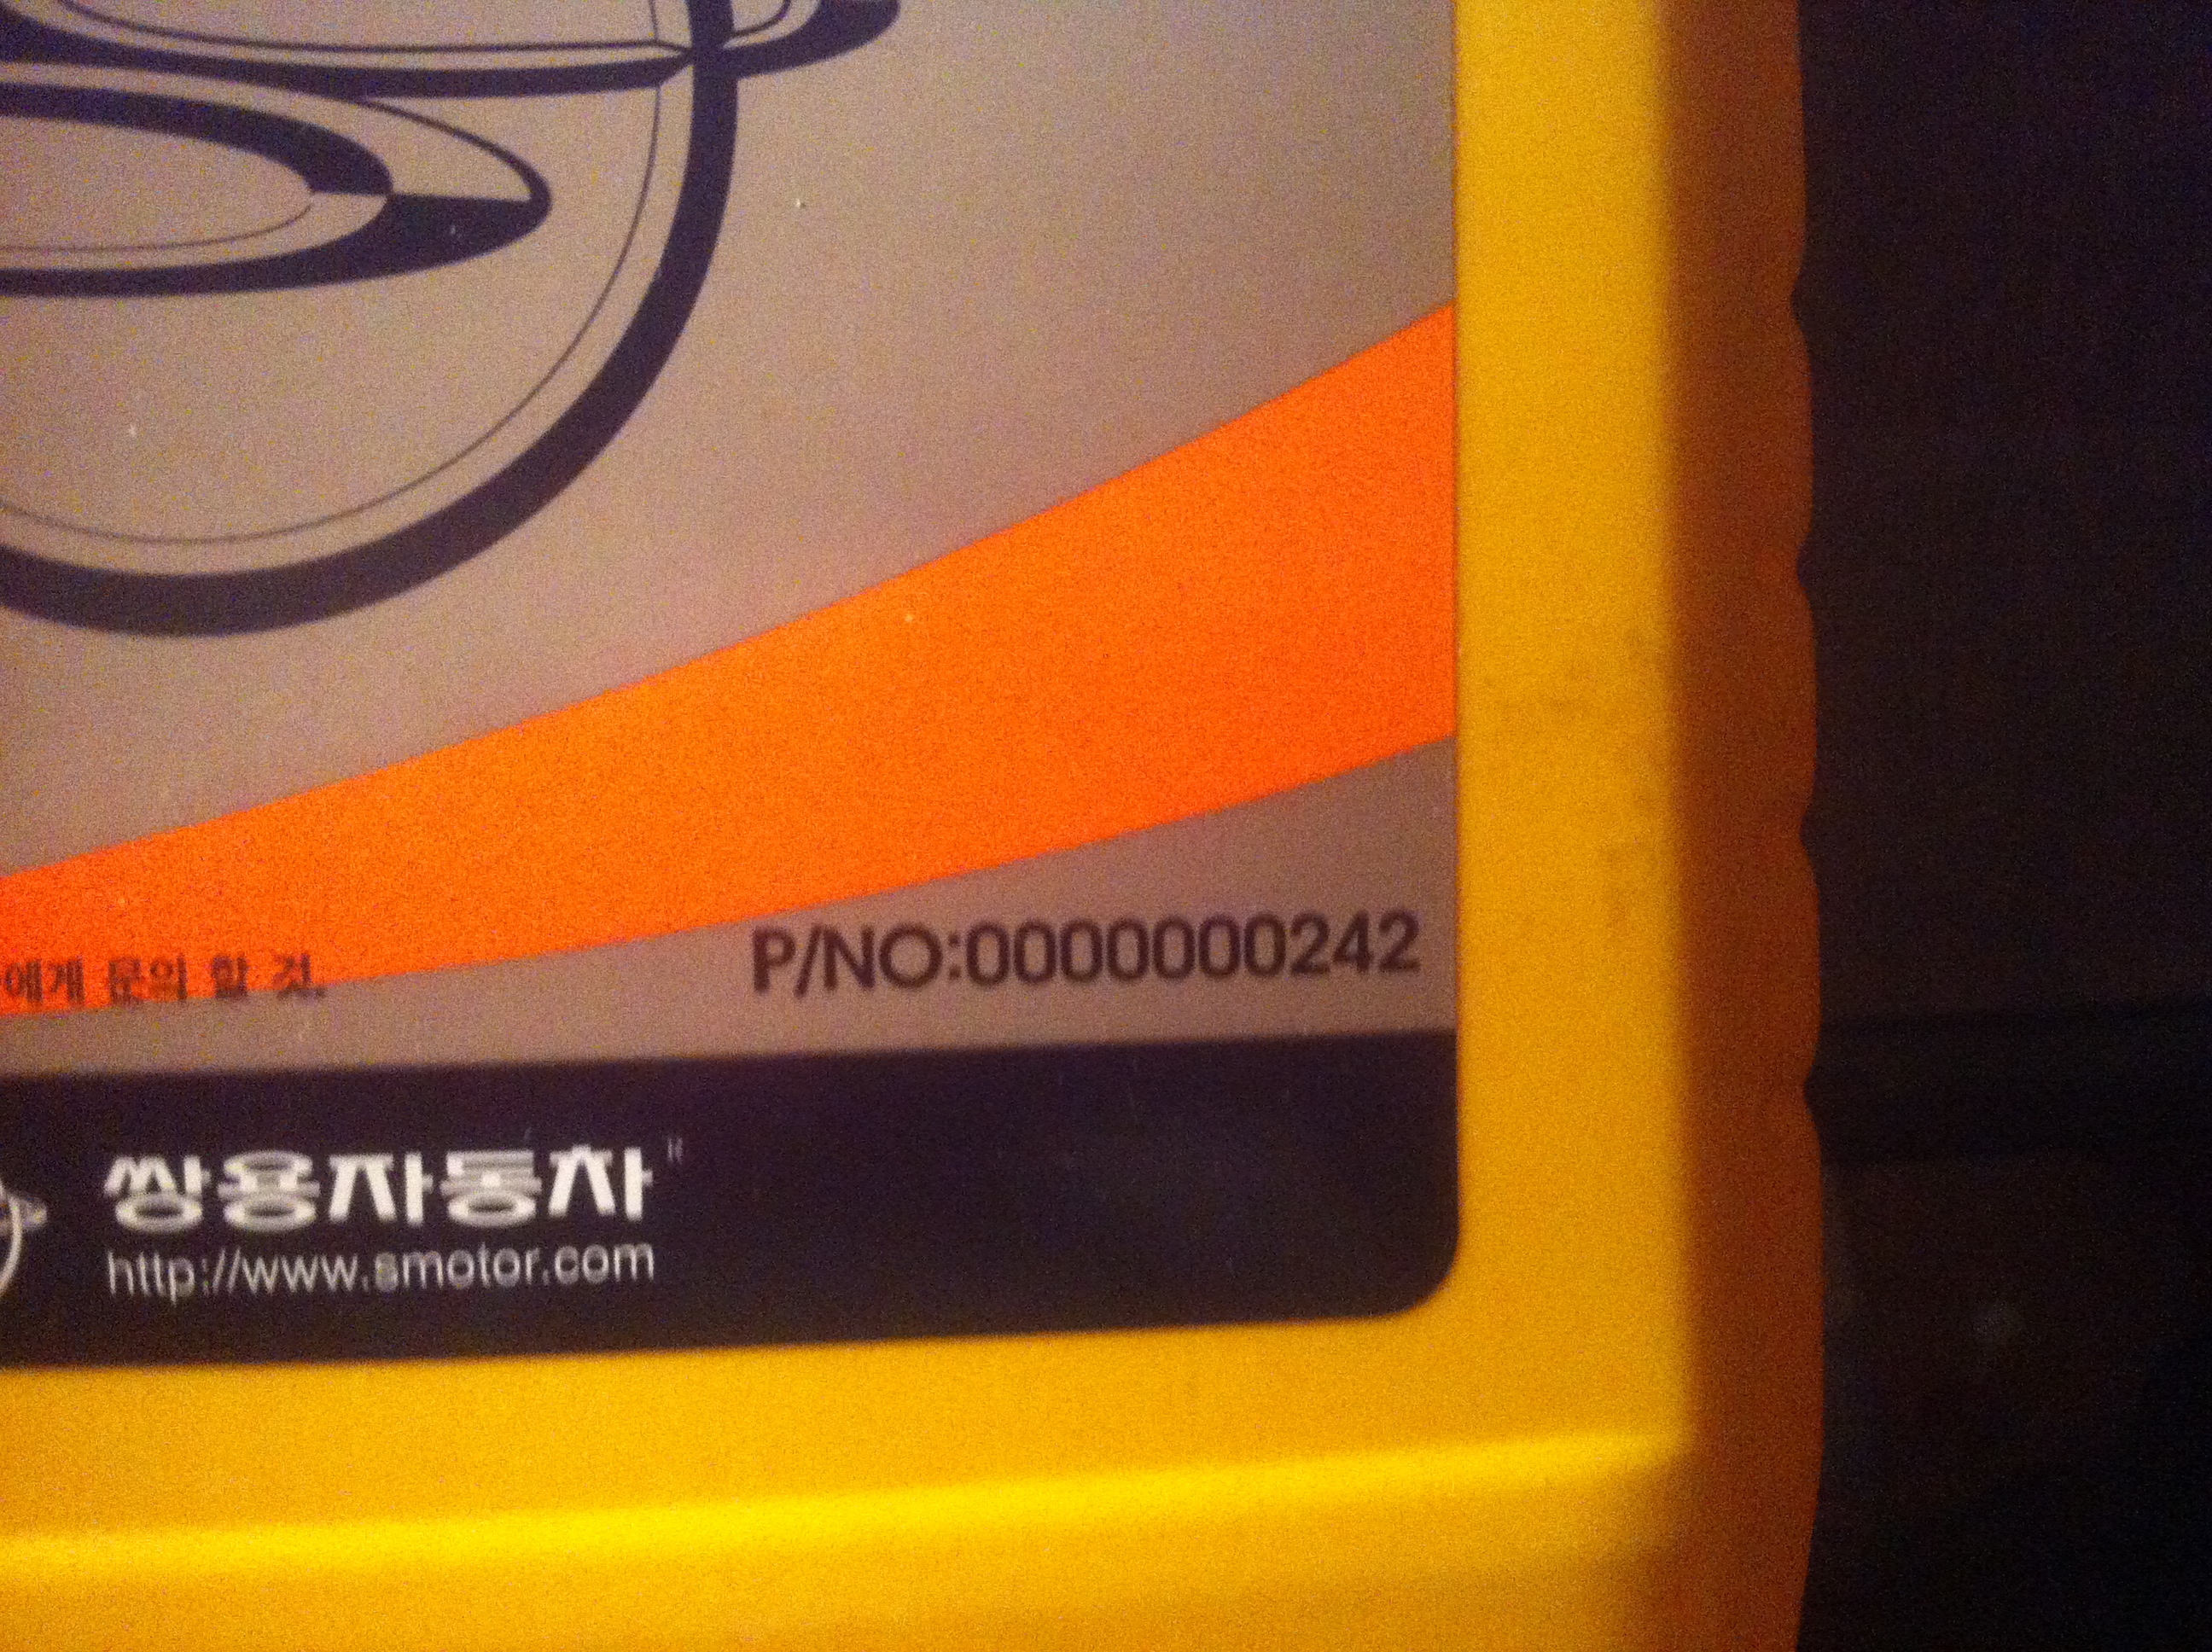 에게 문의 할 것.
P/NO:0000000242
쌍용자동차
http://www.smotor.com